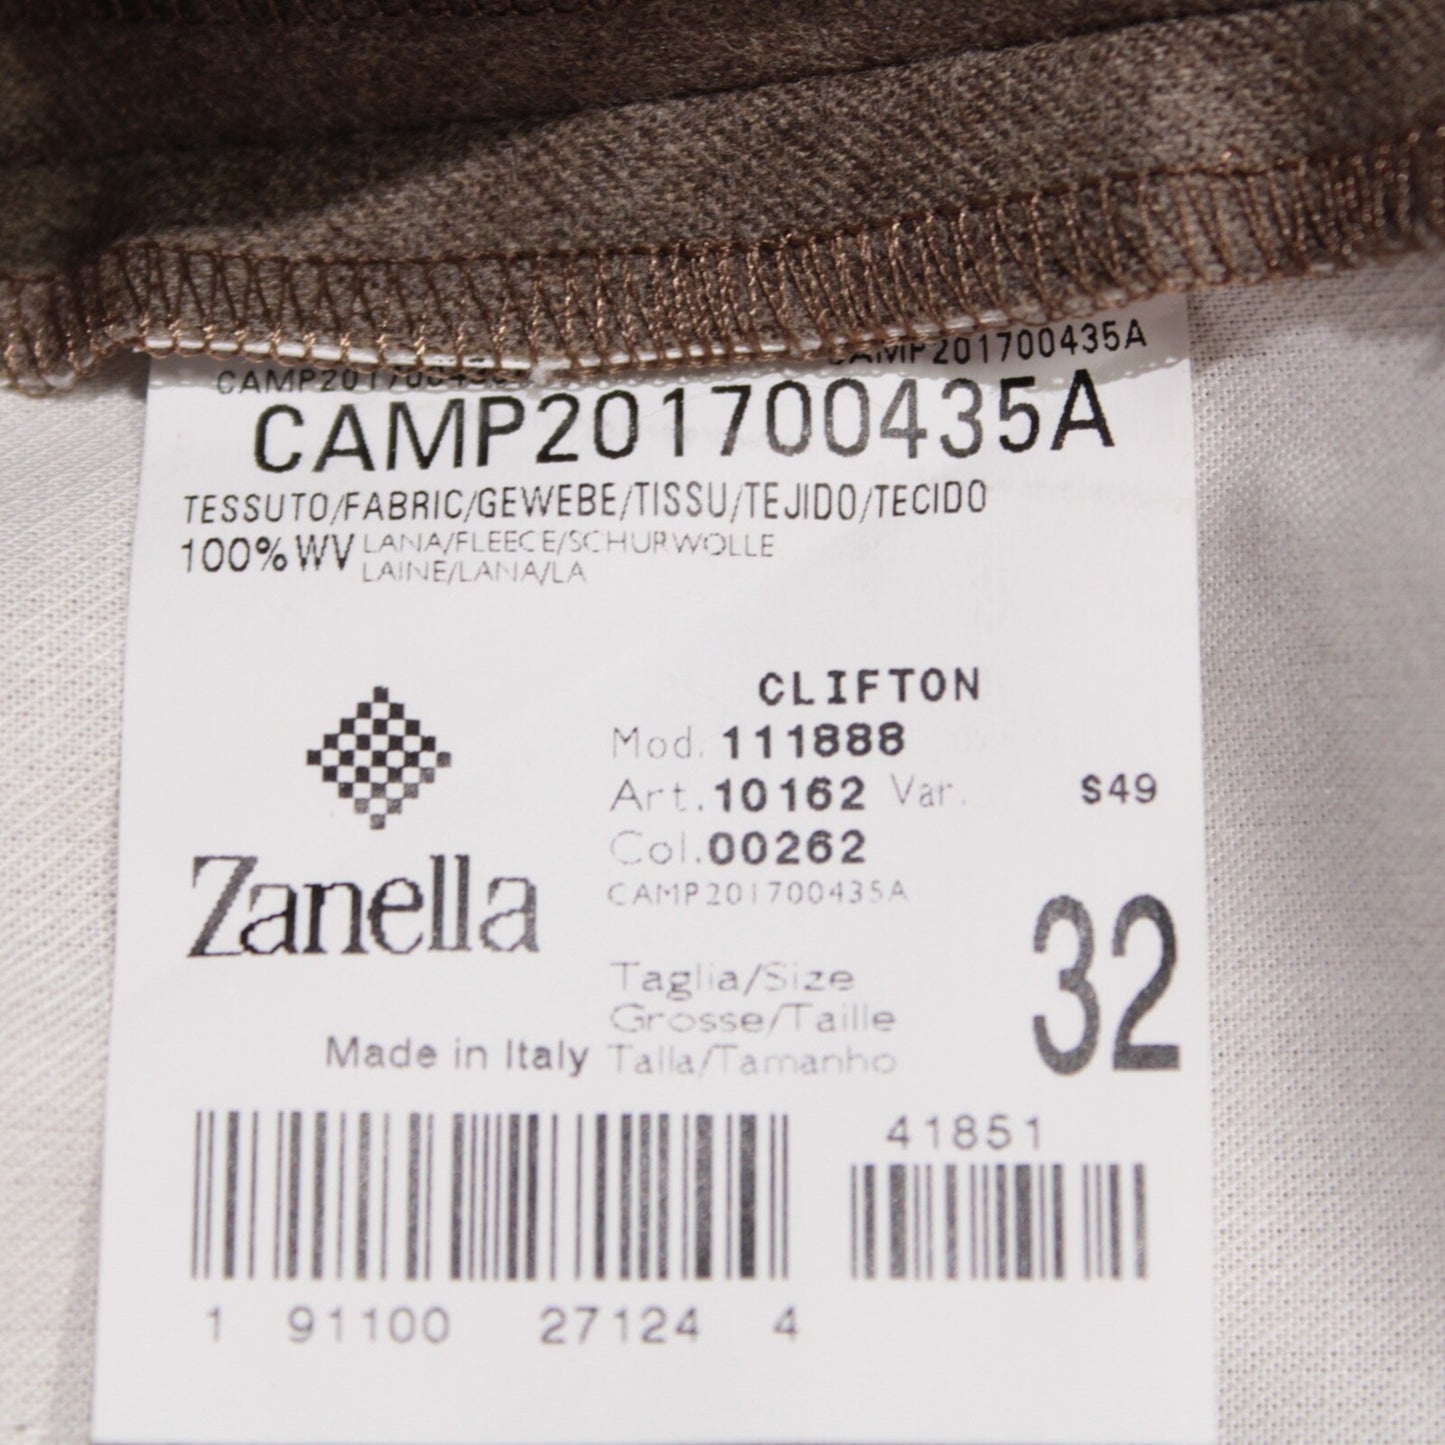 CAMP201700435A
CAMP201700435A
CAMP201700435A
TESSUTO/FABRIC/GEWEBE/TISSU/TEJIDO/TECIDO
100% WV LANA/FLEECE/SCHURWOLLE
LAINE/LANA/LA
CLIFTON
Mod. 111888
Art. 10162 Var. S49
Col. 00262
CAMP201700435A
Zanella
Taglia/Size
Grosse/Taille
Talla/Tamanho
32
Made in Italy
41851
1 91100 27124 4